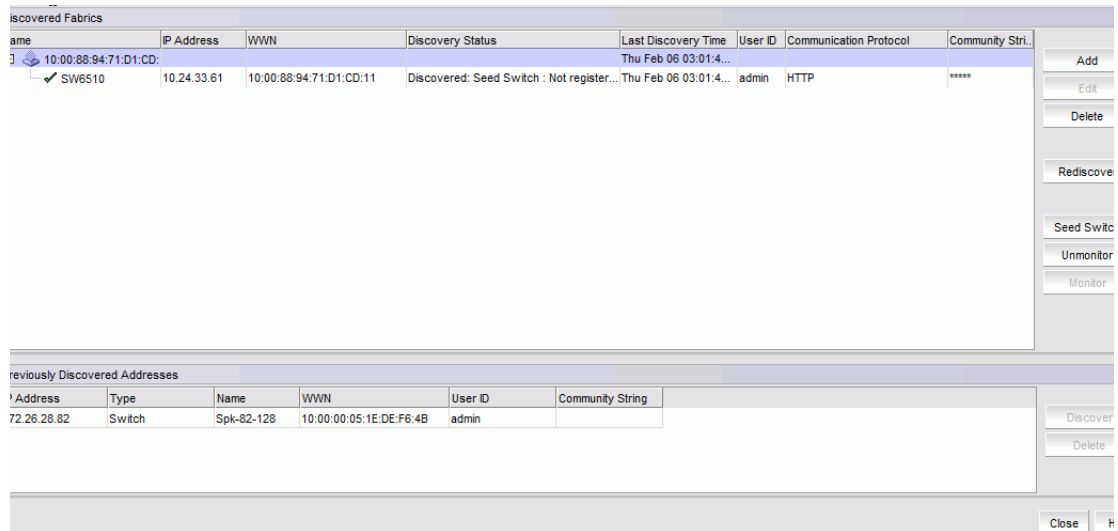 iscovered Fabrics
ame IP Address WWN Discovery Status Last Discovery Time User ID Communication Protocol Community Stri..
10:00:88:94:71:D1:CD: Thu Feb 06 03:01:4...
SW6510 10.24.33.61 10:00:88:94:71:D1:CD:11 Discovered: Seed Switch : Not register... Thu Feb 06 03:01:4... admin HTTP *****
Add
Edit
Delete
Rediscove
Seed Switc
Unmonitor
Monitor
reviously Discovered Addresses
Address Type Name WWN User ID Community String
72.26.28.82 Switch Spk-82-128 10:00:00:05:1E:DE:F6:4B admin
Discover
Delete
Close H